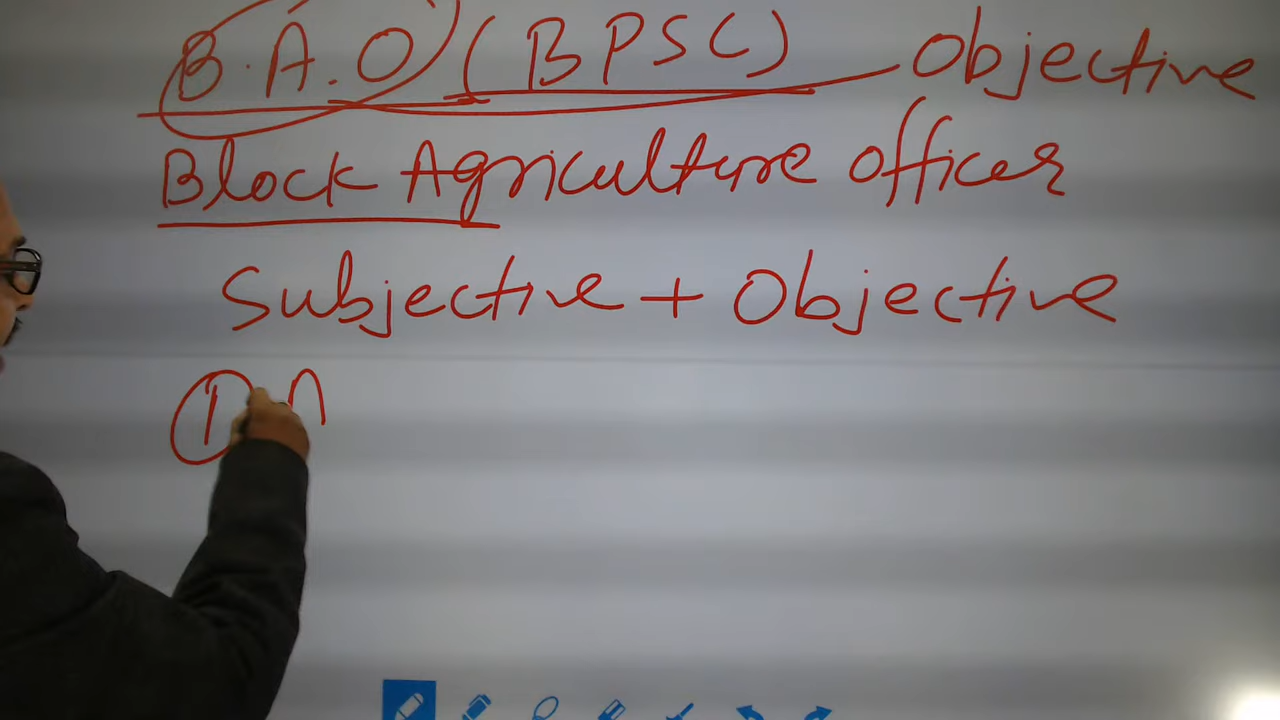 B.A.O (BPSC) Objective
Block Agriculture officer
Subjective + Objective
①